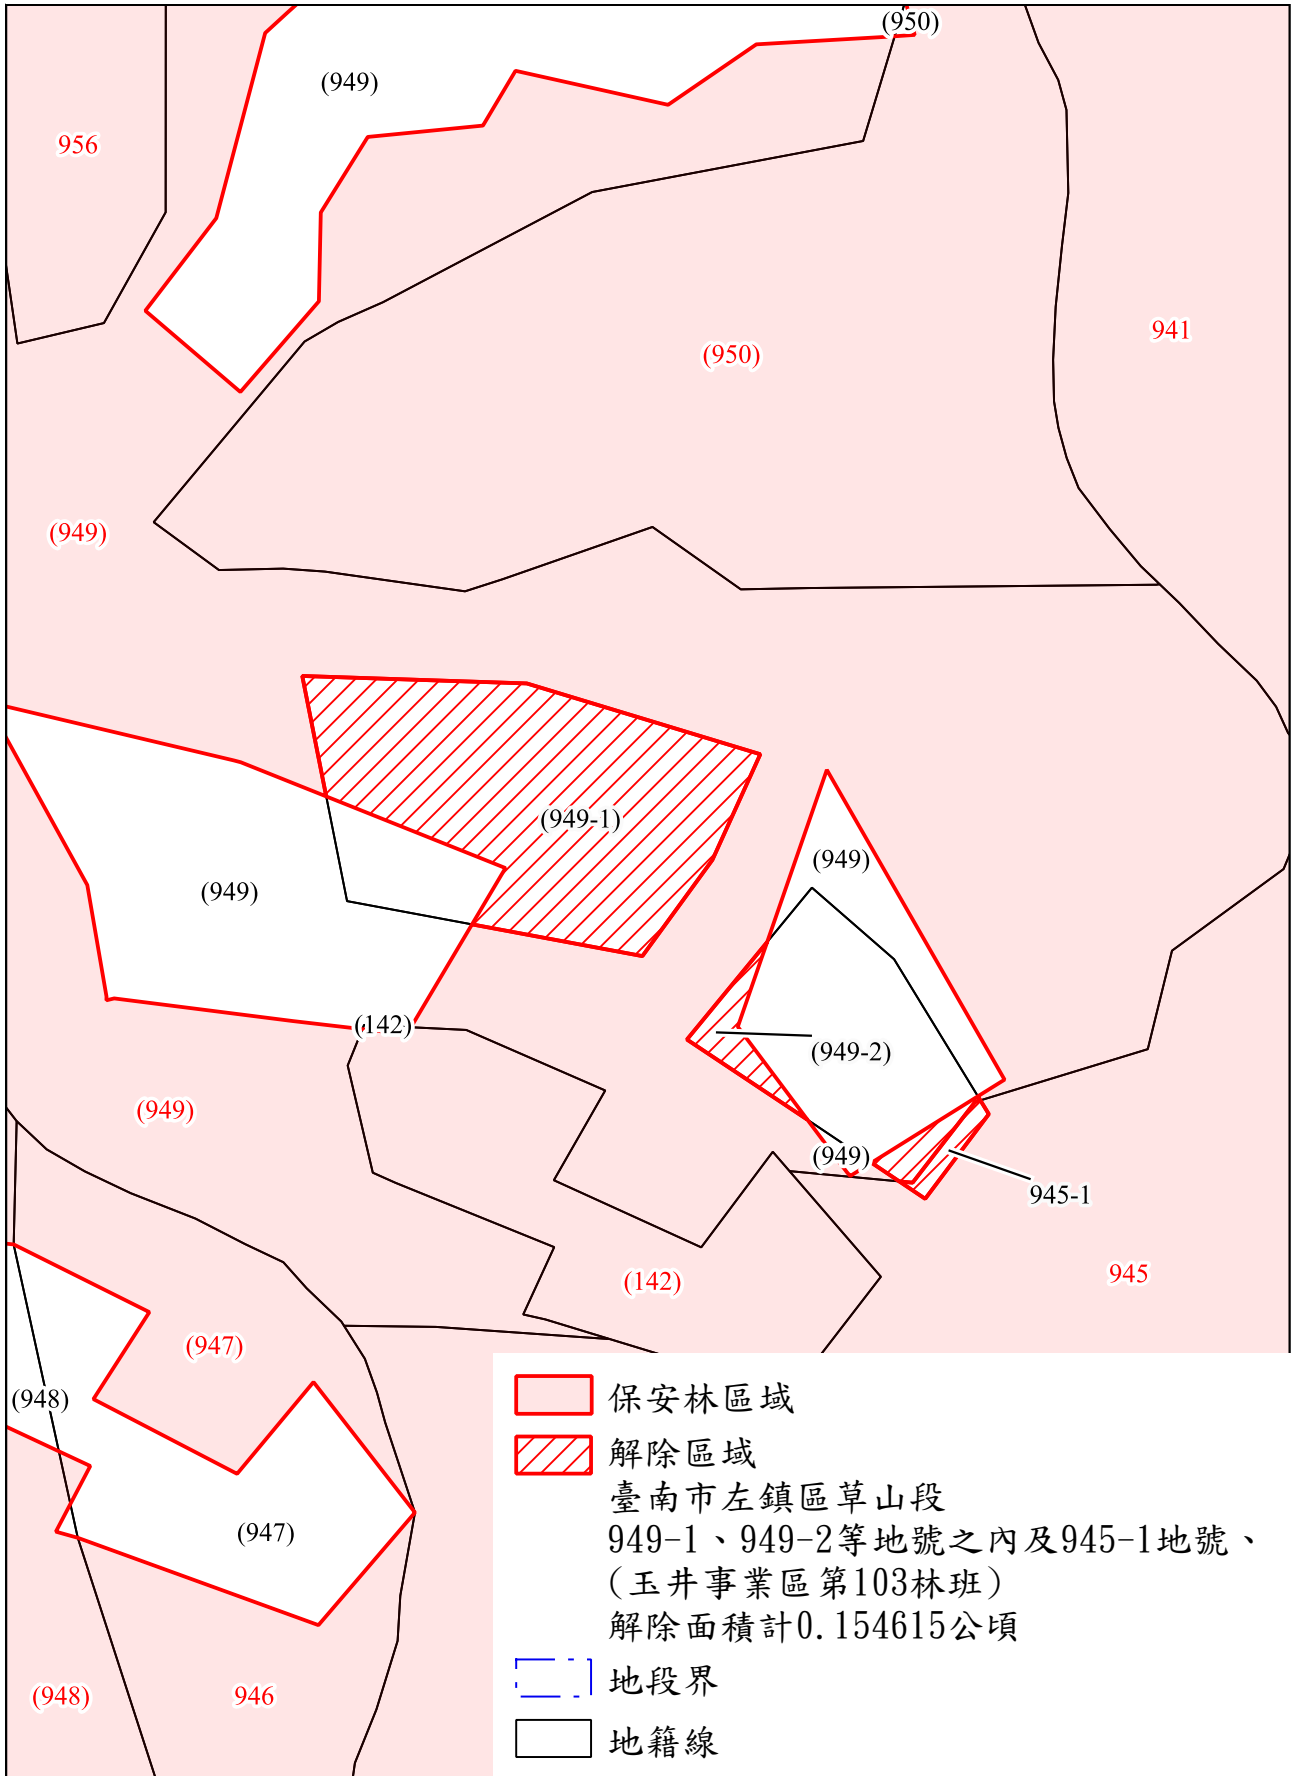 (950)
(949)
956
941
(950)
(949)
(949-1)
(949)
(949)
(142)
(949-2)
(949)
(949)
945-1
945
(142)
(947)
(948)
(947)
(948)
946
保安林區域
解除區域
臺南市左鎮區草山段
949-1、949-2等地號之內及945-1地號、
(玉井事業區第103林班)
解除面積計0.154615公頃
地段界
地籍線